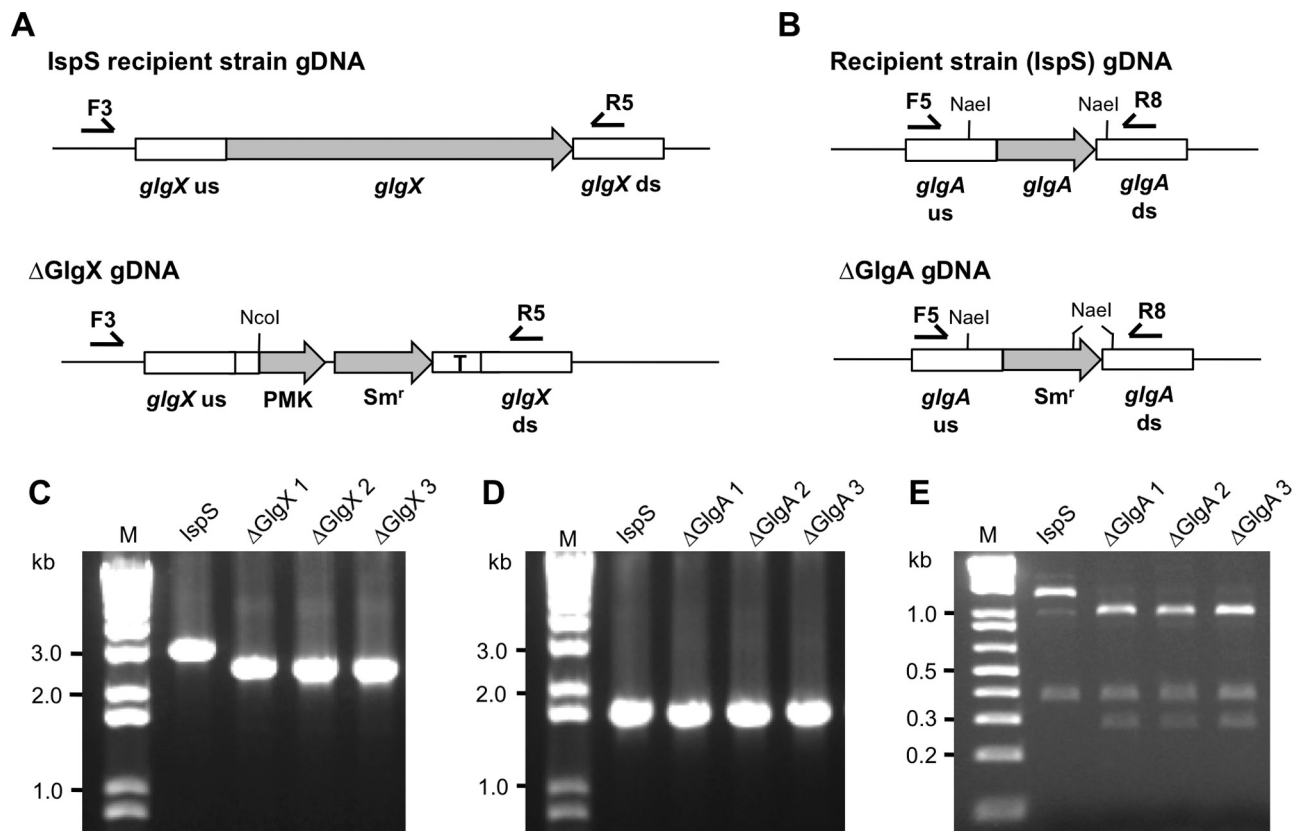 A
IspS recipient strain gDNA
F3 R5
glgX us glgX glgX ds
ΔGlgX gDNA
F3 NcoI R5
T
glgX us PMK Smʳ glgX
ds
B
Recipient strain (IspS) gDNA
F5 NaeI NaeI R8
glgA glgA glgA
us ds
ΔGlgA gDNA
F5 NaeI NaeI R8
glgA Smʳ glgA
us ds
C
kb M IspS ΔGlgX 1 ΔGlgX 2 ΔGlgX 3
3.0
2.0
1.0
D
kb M IspS ΔGlgA 1 ΔGlgA 2 ΔGlgA 3
3.0
2.0
1.0
E
kb M IspS ΔGlgA 1 ΔGlgA 2 ΔGlgA 3
1.0
0.5
0.3
0.2